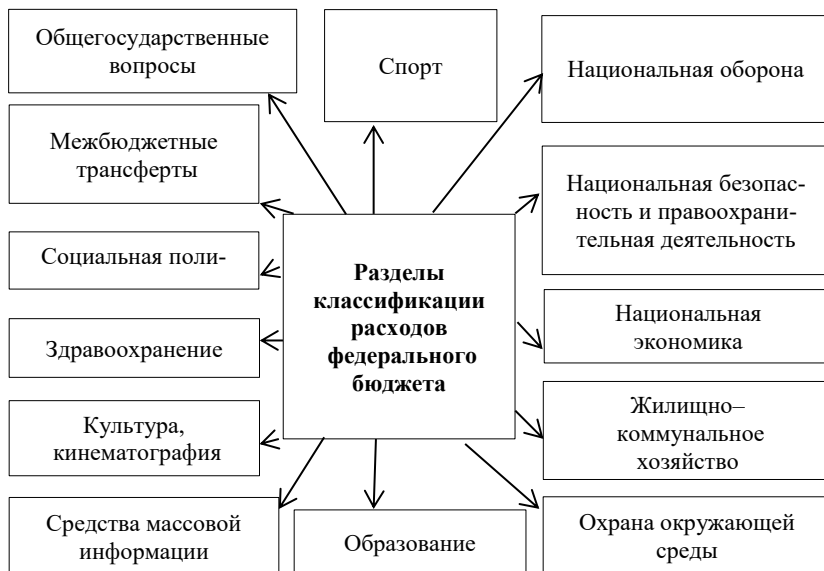 Общегосударственные
вопросы
Спорт
Национальная оборона
Межбюджетные
трансферты
Национальная безопас-
ность и правоохрани-
тельная деятельность
Социальная поли-
Разделы
классификации
расходов
федерального
бюджета
Национальная
экономика
Здравоохранение
Жилищно–
коммунальное
хозяйство
Культура,
кинематография
Средства массовой
информации
Образование
Охрана окружающей
среды